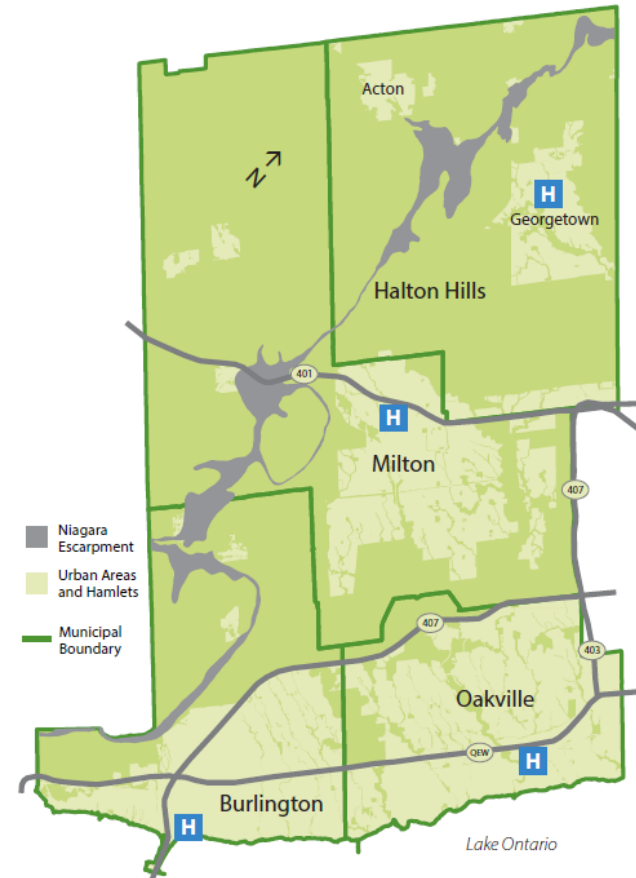 Acton
N
H
Georgetown
Halton Hills
401
H
Milton
407
Niagara
Escarpment
Urban Areas
and Hamlets
Municipal
Boundary
407
403
Oakville
QEW
H
Burlington
H
Lake Ontario